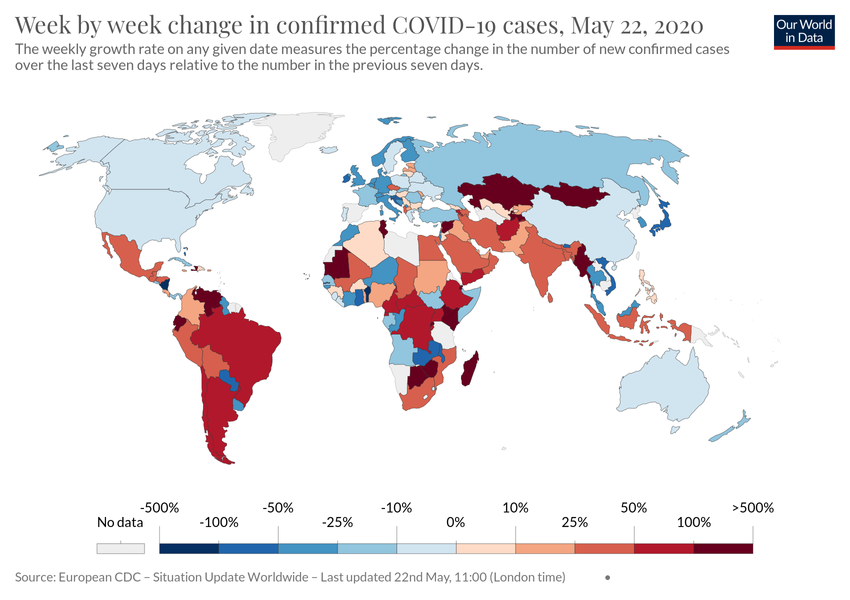 Week by week change in confirmed COVID-19 cases, May 22, 2020
Our World
in Data
The weekly growth rate on any given date measures the percentage change in the number of new confirmed cases
over the last seven days relative to the number in the previous seven days.
-500% -50% -10% 10% 50% >500%
No data -100% -25% 0% 25% 100%
Source: European CDC – Situation Update Worldwide – Last updated 22nd May, 11:00 (London time) •